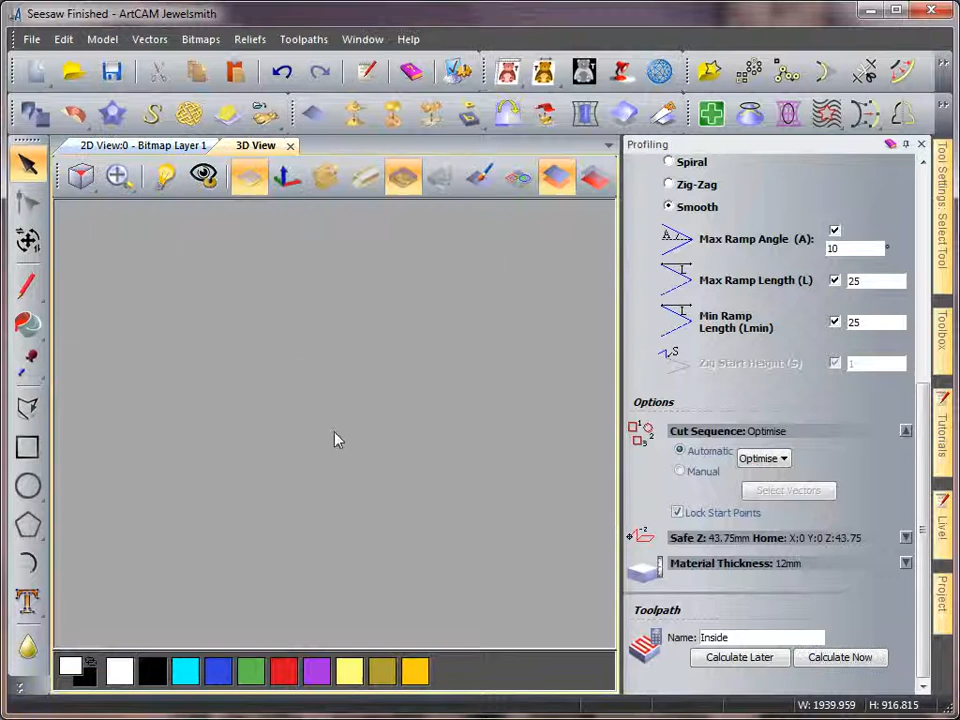 Seesaw Finished - ArtCAM Jewelsmith
File Edit Model Vectors Bitmaps Reliefs Toolpaths Window Help
2D View:0 - Bitmap Layer 1 3D View
Profiling
Spiral
Zig-Zag
Smooth
Max Ramp Angle (A):
10 °
Max Ramp Length (L) 25
Min Ramp
Length (Lmin) 25
Zig Start Height (S) 1
Options
Cut Sequence: Optimise
Automatic Optimise
Manual
Select Vectors
Lock Start Points
Safe Z: 43.75mm Home: X:0 Y:0 Z:43.75
Material Thickness: 12mm
Toolpath
Name: Inside
Calculate Later Calculate Now
Tool Settings: Select Tool
Toolbox
Tutorials
Live!
Project
W: 1939.959 H: 916.815